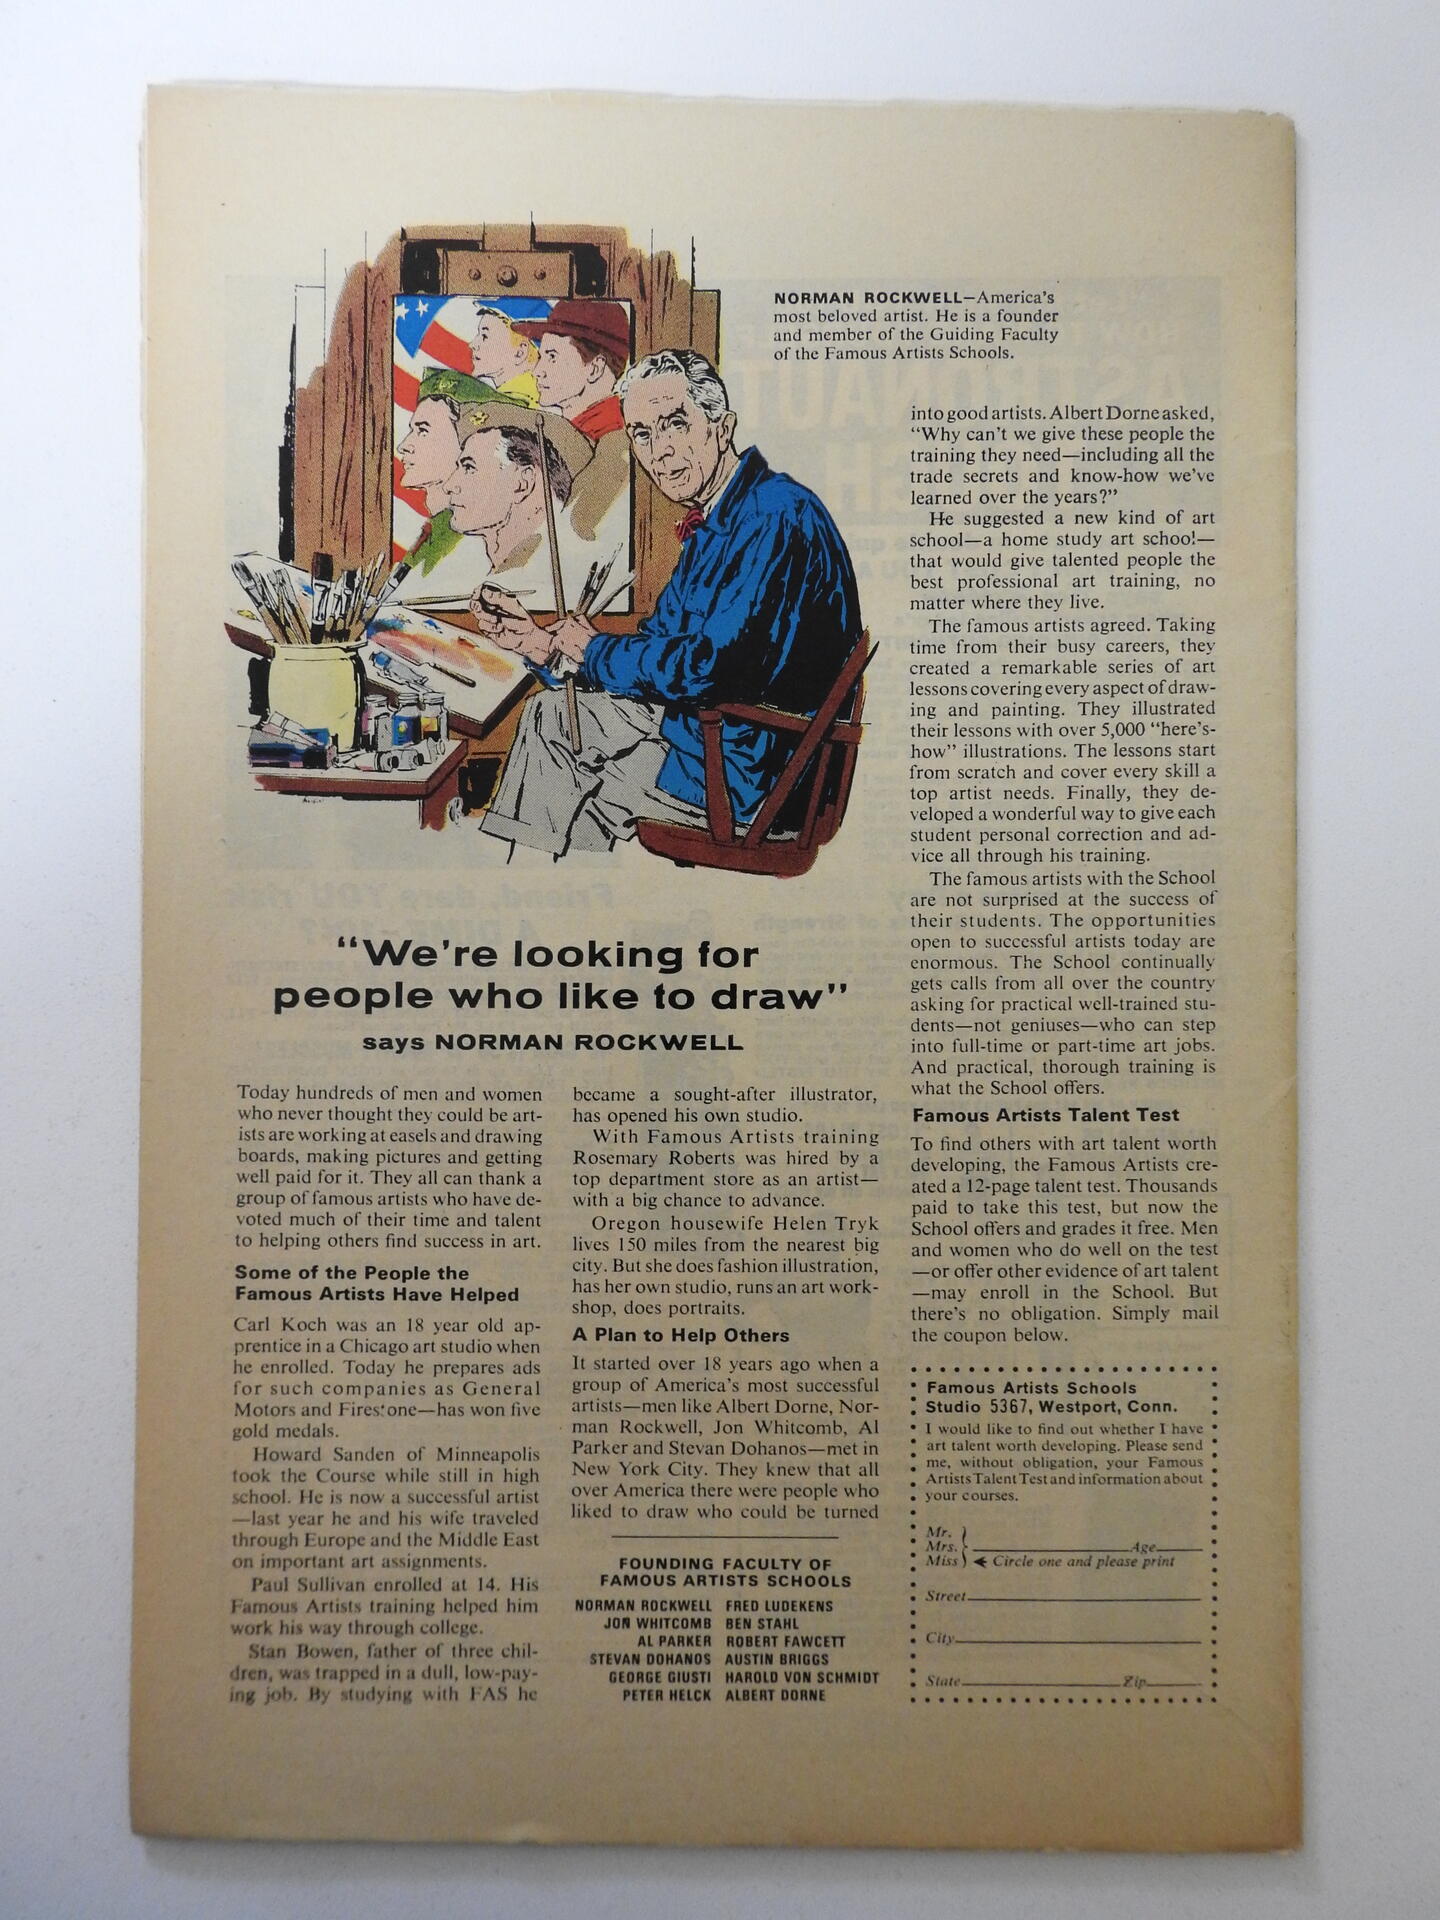 NORMAN ROCKWELL—America's
most beloved artist. He is a founder
and member of the Guiding Faculty
of the Famous Artists Schools.
"We're looking for
people who like to draw"
says NORMAN ROCKWELL
Today hundreds of men and women
who never thought they could be art-
ists are working at easels and drawing
boards, making pictures and getting
well paid for it. They all can thank a
group of famous artists who have de-
voted much of their time and talent
to helping others find success in art.
Some of the People the
Famous Artists Have Helped
Carl Koch was an 18 year old ap-
prentice in a Chicago art studio when
he enrolled. Today he prepares ads
for such companies as General
Motors and Firestone—has won five
gold medals.
Howard Sanden of Minneapolis
took the Course while still in high
school. He is now a successful artist
—last year he and his wife traveled
through Europe and the Middle East
on important art assignments.
Paul Sullivan enrolled at 14. His
Famous Artists training helped him
work his way through college.
Stan Bowen, father of three chil-
dren, was trapped in a dull, low-pay-
ing job. By studying with FAS he
became a sought-after illustrator,
has opened his own studio.
With Famous Artists training
Rosemary Roberts was hired by a
top department store as an artist—
with a big chance to advance.
Oregon housewife Helen Tryk
lives 150 miles from the nearest big
city. But she does fashion illustration,
has her own studio, runs an art work-
shop, does portraits.
A Plan to Help Others
It started over 18 years ago when a
group of America's most successful
artists—men like Albert Dorne, Nor-
man Rockwell, Jon Whitcomb, Al
Parker and Stevan Dohanos—met in
New York City. They knew that all
over America there were people who
liked to draw who could be turned
FOUNDING FACULTY OF
FAMOUS ARTISTS SCHOOLS
NORMAN ROCKWELL FRED LUDEKENS
JON WHITCOMB BEN STAHL
AL PARKER ROBERT FAWCETT
STEVAN DOHANOS AUSTIN BRIGGS
GEORGE GIUSTI HAROLD VON SCHMIDT
PETER HELCK ALBERT DORNE
into good artists. Albert Dorne asked,
"Why can't we give these people the
training they need—including all the
trade secrets and know-how we've
learned over the years?"
He suggested a new kind of art
school—a home study art school—
that would give talented people the
best professional art training, no
matter where they live.
The famous artists agreed. Taking
time from their busy careers, they
created a remarkable series of art
lessons covering every aspect of draw-
ing and painting. They illustrated
their lessons with over 5,000 "here's-
how" illustrations. The lessons start
from scratch and cover every skill a
top artist needs. Finally, they de-
veloped a wonderful way to give each
student personal correction and ad-
vice all through his training.
The famous artists with the School
are not surprised at the success of
their students. The opportunities
open to successful artists today are
enormous. The School continually
gets calls from all over the country
asking for practical well-trained stu-
dents—not geniuses—who can step
into full-time or part-time art jobs.
And practical, thorough training is
what the School offers.
Famous Artists Talent Test
To find others with art talent worth
developing, the Famous Artists cre-
ated a 12-page talent test. Thousands
paid to take this test, but now the
School offers and grades it free. Men
and women who do well on the test
—or offer other evidence of art talent
—may enroll in the School. But
there's no obligation. Simply mail
the coupon below.
Famous Artists Schools
Studio 5367, Westport, Conn.
I would like to find out whether I have
art talent worth developing. Please send
me, without obligation, your Famous
Artists Talent Test and information about
your courses.
Mr.
Mrs. Age
Miss Circle one and please print
Street
City
State Zip